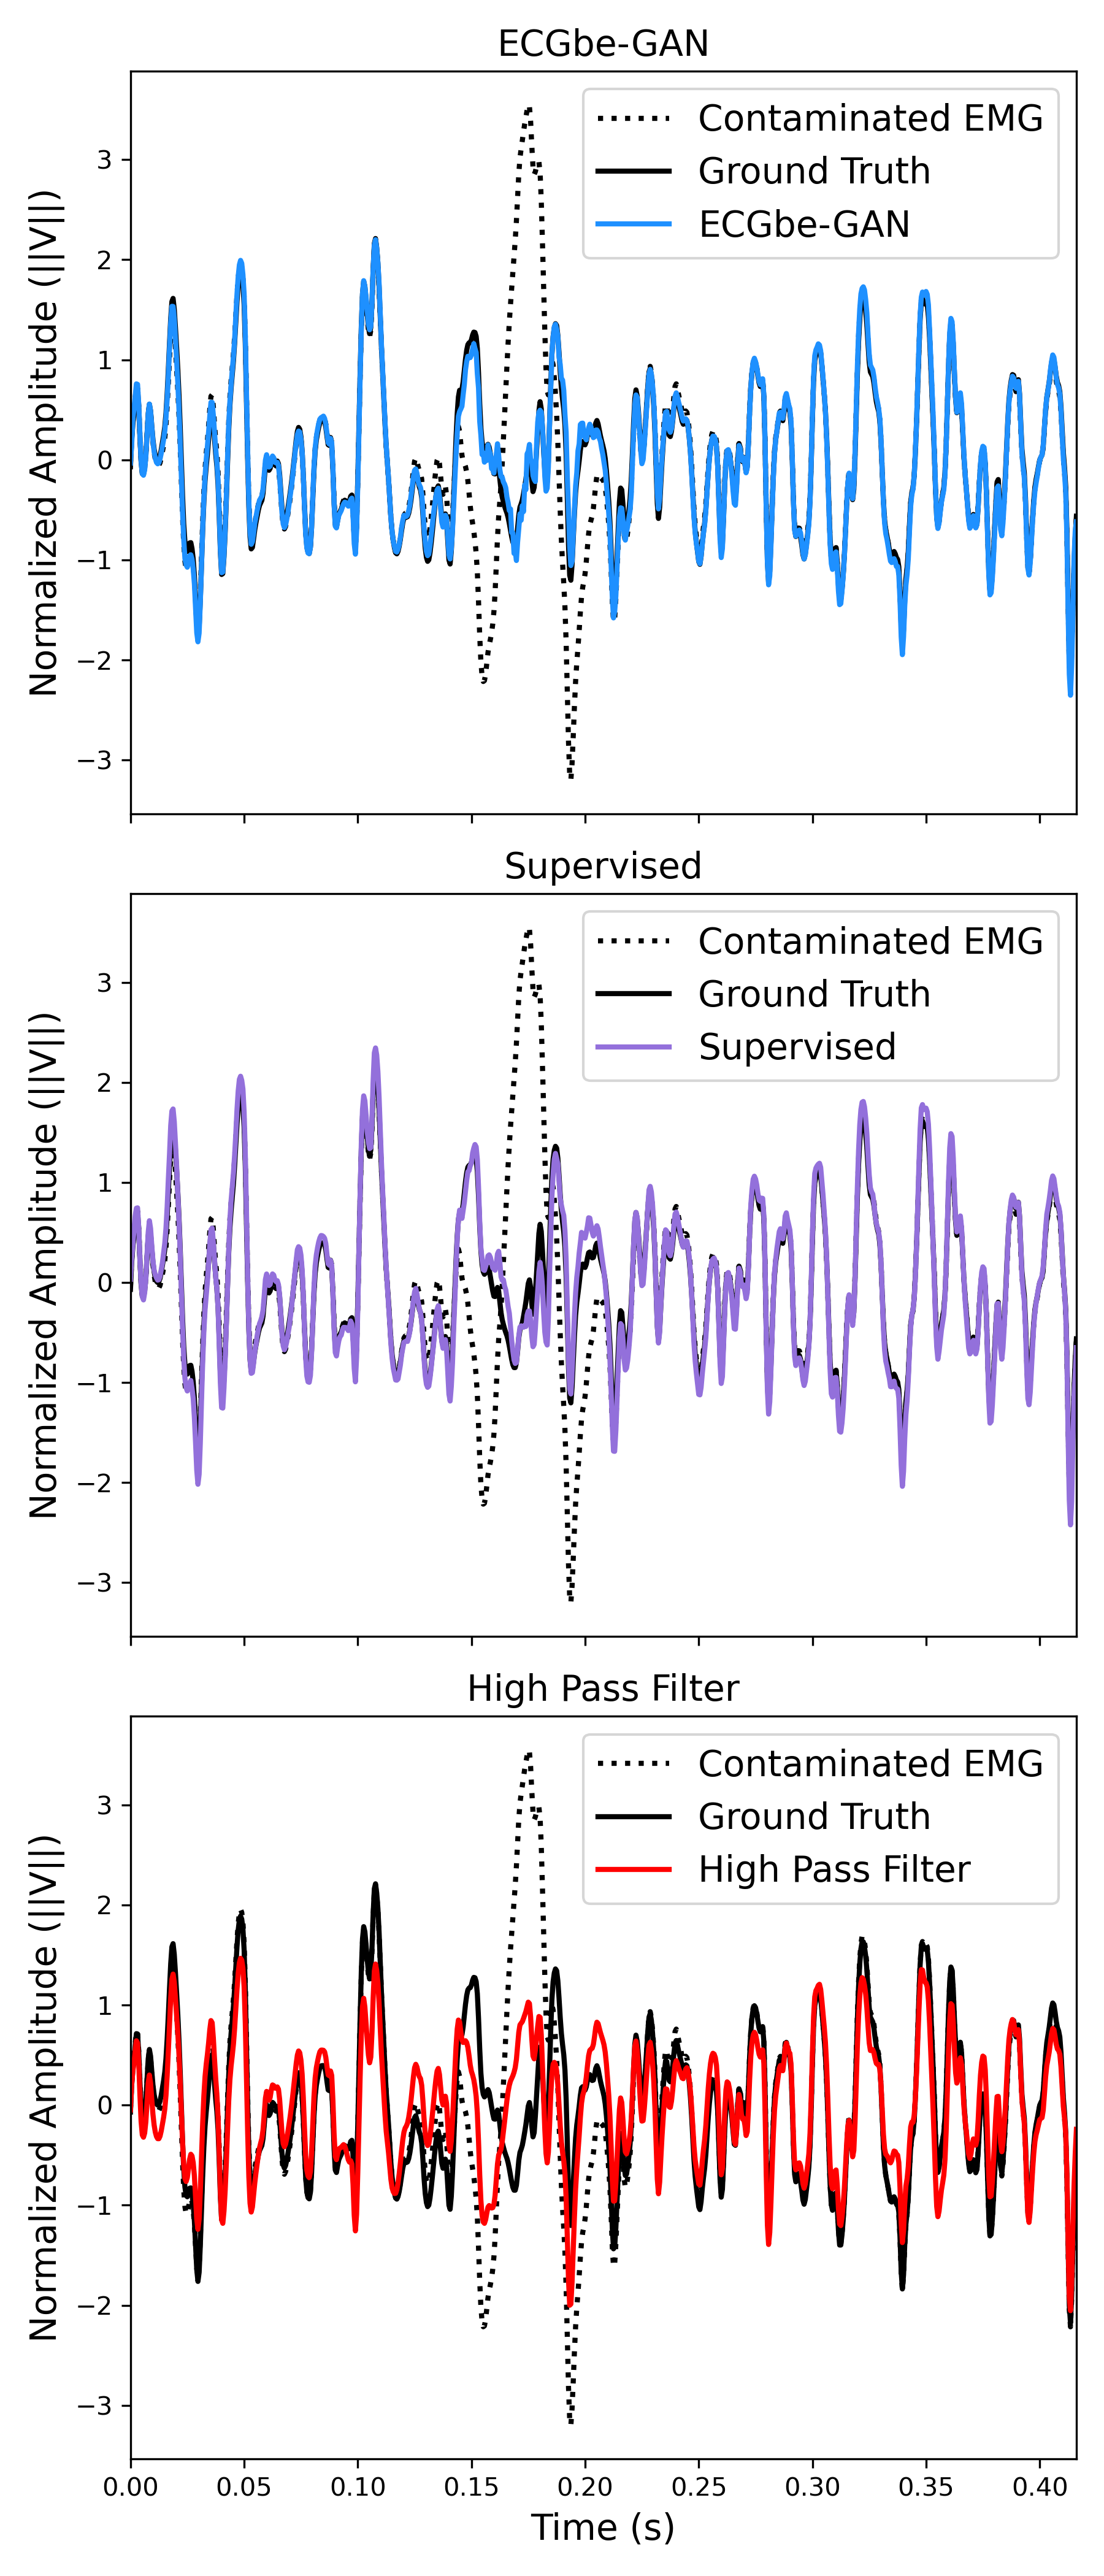 ECGbe-GAN
Contaminated EMG
Ground Truth
ECGbe-GAN
Normalized Amplitude (||V||)
3
2
1
0
−1
−2
−3
Supervised
Contaminated EMG
Ground Truth
Supervised
Normalized Amplitude (||V||)
3
2
1
0
−1
−2
−3
High Pass Filter
Contaminated EMG
Ground Truth
High Pass Filter
Normalized Amplitude (||V||)
3
2
1
0
−1
−2
−3
0.00 0.05 0.10 0.15 0.20 0.25 0.30 0.35 0.40
Time (s)